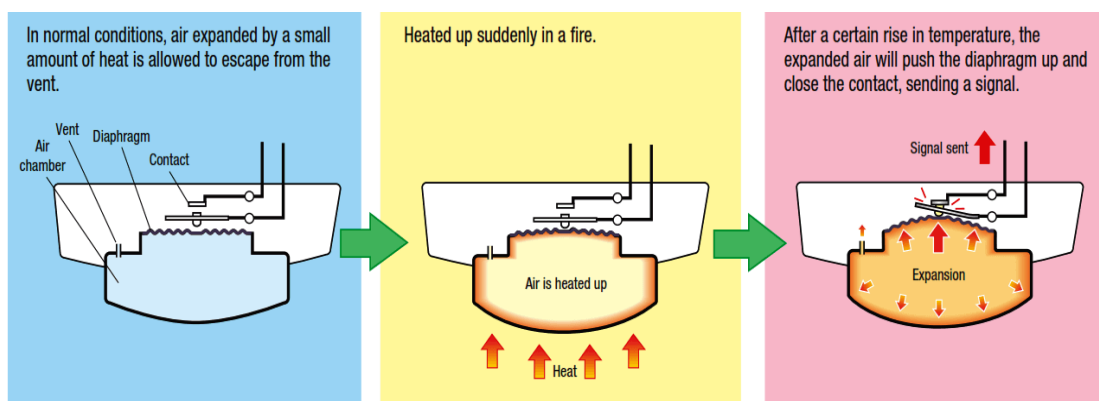 In normal conditions, air expanded by a small
amount of heat is allowed to escape from the
vent.
Vent
Diaphragm
Air
chamber
Contact
Heated up suddenly in a fire.
Air is heated up
Heat
After a certain rise in temperature, the
expanded air will push the diaphragm up and
close the contact, sending a signal.
Signal sent
Expansion